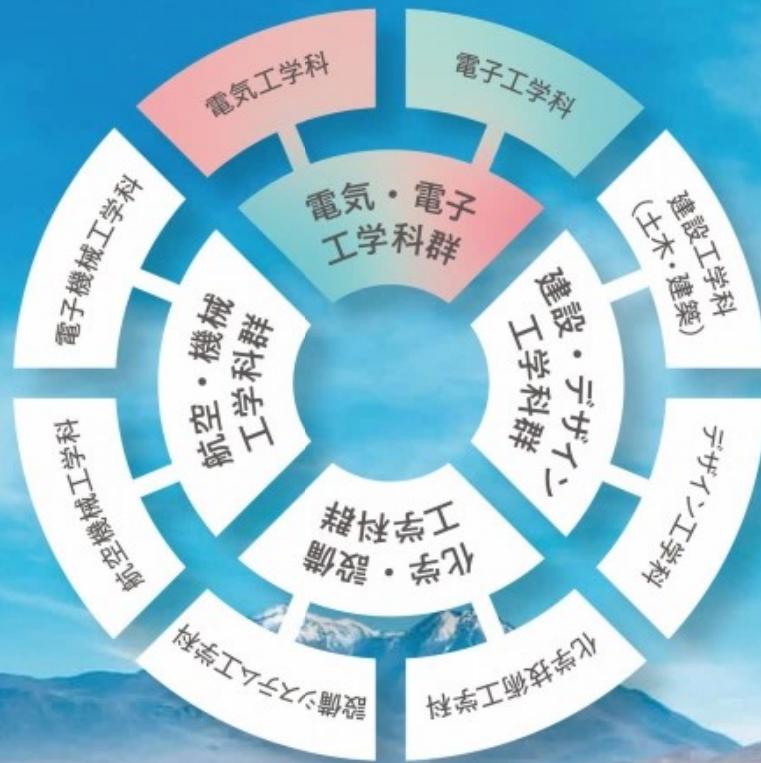 電気工学科
電子工学科
電気・電子
工学科群
建設工学科
(土木・建築)
デザイン工学科
建設・デザイン
工学科群
化学技術工学科
設備システム工学科
化学・設備
工学科群
航空機械工学科
電子機械工学科
航空・機械
工学科群